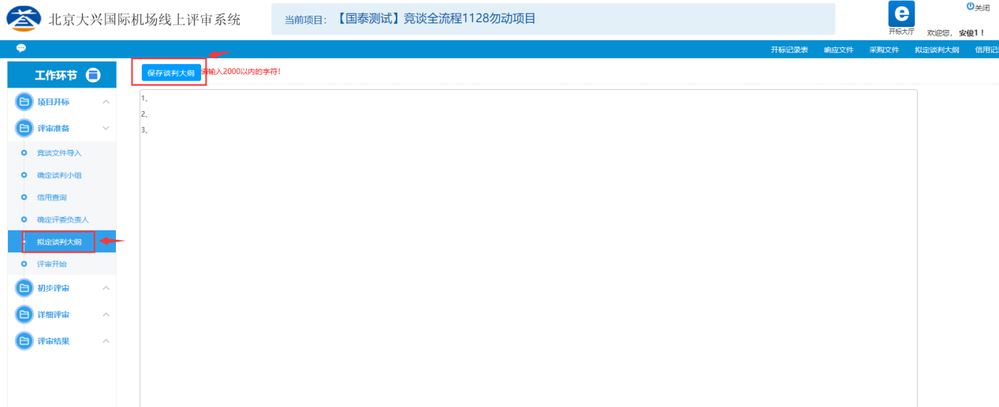 北京大兴国际机场线上评审系统
当前项目: 【国泰测试】竞谈全流程1128勿动项目
开标大厅
关闭
欢迎您, 安俊1！
开标记录表 响应文件 采购文件 拟定谈判大纲 信用记
工作环节
保存谈判大纲 请输入2000以内的字符!
项目开标
评审准备
竞谈文件导入
确定谈判小组
信用查询
确定评委负责人
拟定谈判大纲
评审开始
初步评审
详细评审
评审结果
1、
2、
3、